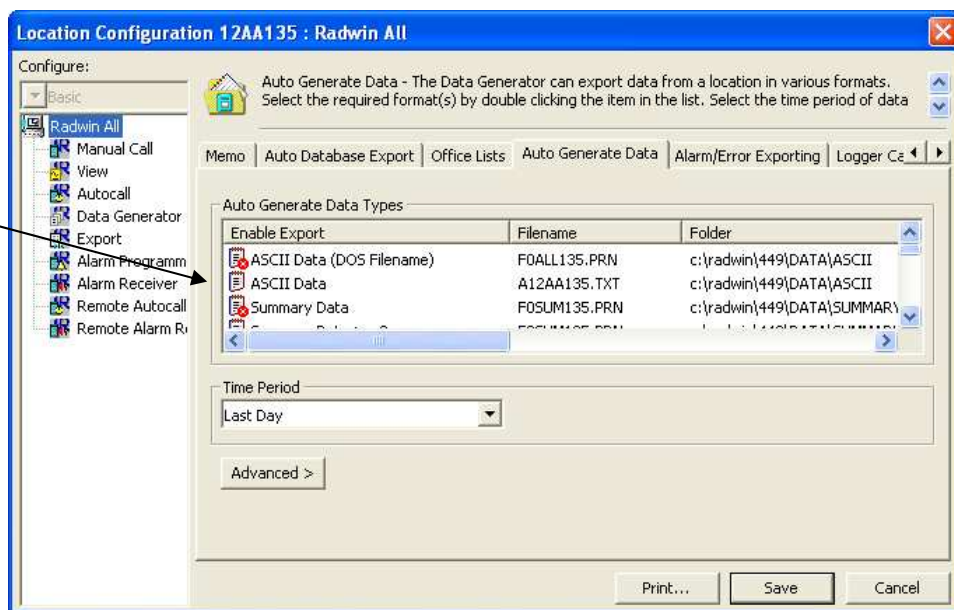 Location Configuration 12AA135 : Radwin All
Configure:
Basic
Radwin All
Manual Call
View
Autocall
Data Generator
Export
Alarm Programm
Alarm Receiver
Remote Autocall
Remote Alarm R
Auto Generate Data - The Data Generator can export data from a location in various formats.
Select the required format(s) by double clicking the item in the list. Select the time period of data
Memo
Auto Database Export
Office Lists
Auto Generate Data
Alarm/Error Exporting
Logger Ca
Auto Generate Data Types
Enable Export Filename Folder
ASCII Data (DOS Filename) F0ALL135.PRN c:\radwin\449\DATA\ASCII
ASCII Data A12AA135.TXT c:\radwin\449\DATA\ASCII
Summary Data F0SUM135.PRN c:\radwin\449\DATA\SUMMARY
Time Period
Last Day
Advanced >
Print... Save Cancel